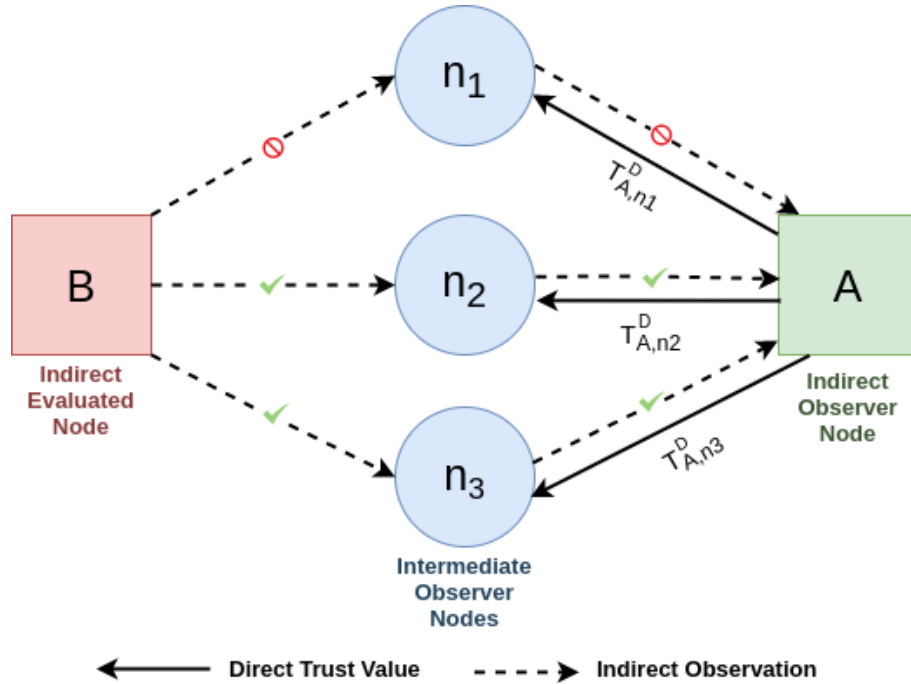 n1
T^D_A,n1
B
n2
A
T^D_A,n2
Indirect
Evaluated
Node
Indirect
Observer
Node
n3
T^D_A,n3
Intermediate
Observer
Nodes
Direct Trust Value
Indirect Observation